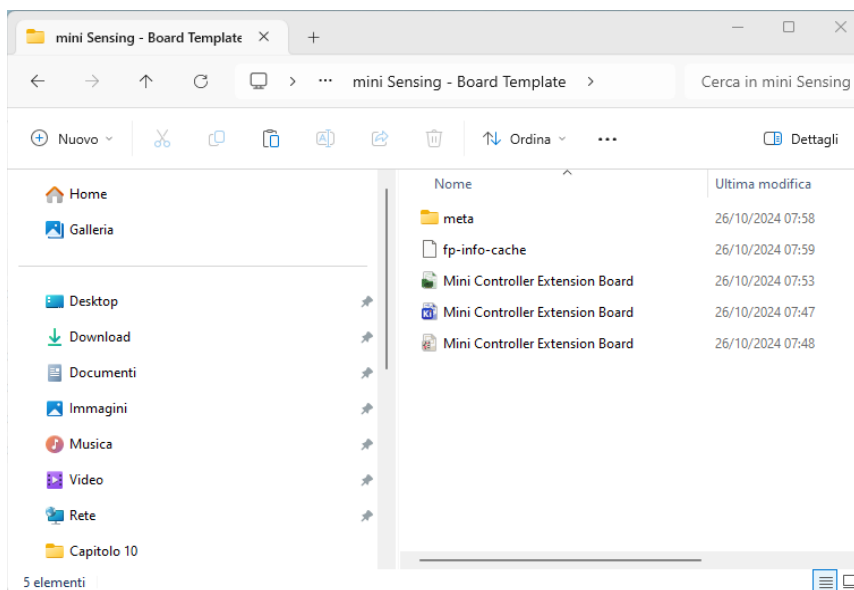 mini Sensing - Board Template
mini Sensing - Board Template
Cerca in mini Sensing
Nuovo
Ordina
Dettagli
Home
Galleria
Desktop
Download
Documenti
Immagini
Musica
Video
Rete
Capitolo 10
Nome Ultima modifica
meta 26/10/2024 07:58
fp-info-cache 26/10/2024 07:59
Mini Controller Extension Board 26/10/2024 07:53
Mini Controller Extension Board 26/10/2024 07:47
Mini Controller Extension Board 26/10/2024 07:48
5 elementi